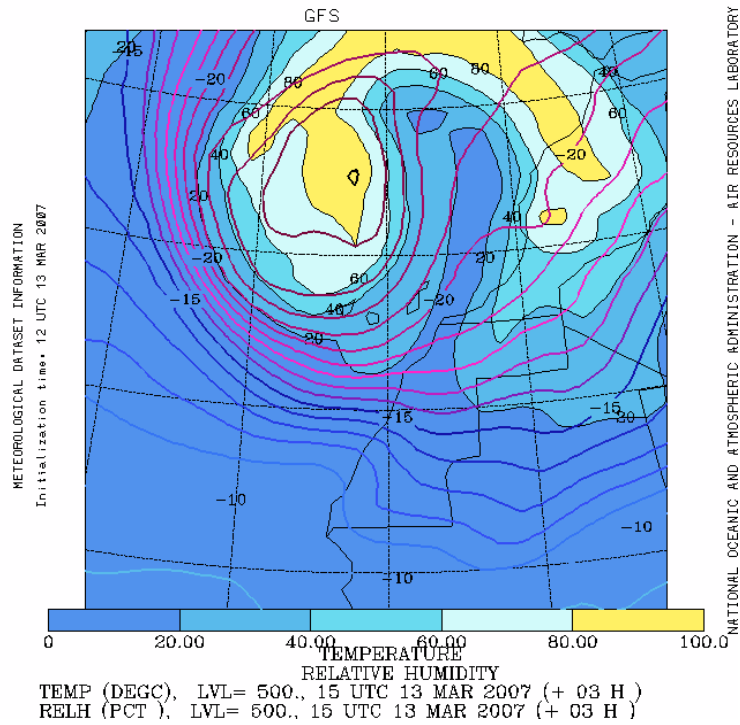 GFS
NATIONAL OCEANIC AND ATMOSPHERIC ADMINISTRATION - AIR RESOURCES LABORATORY
METEOROLOGICAL DATASET INFORMATION
Initialization time: 12 UTC 13 MAR 2007
20 -15 -20 80 60 80 40
60 60
40 -20
20 40
-20 20
-15 60 -20
40
20
-15 -15 20
-10 -10
-10
0 20.00 40.00 60.00 80.00 100.0
TEMPERATURE
RELATIVE HUMIDITY
TEMP (DEGC), LVL= 500., 15 UTC 13 MAR 2007 (+ 03 H )
RELH (PCT ), LVL= 500., 15 UTC 13 MAR 2007 (+ 03 H )